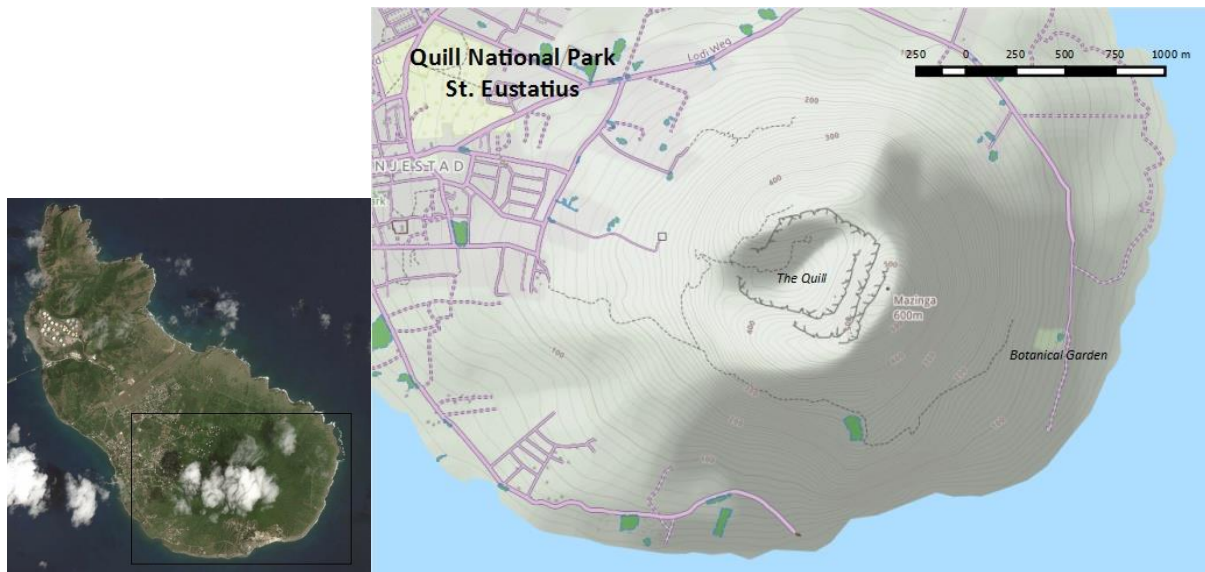 Quill National Park
St. Eustatius
Lodi Weg
250 0 250 500 750 1000 m
200
300
NJESTAD
400
ark
The Quill
500
Mazinga
600m
400
Botanical Garden
100